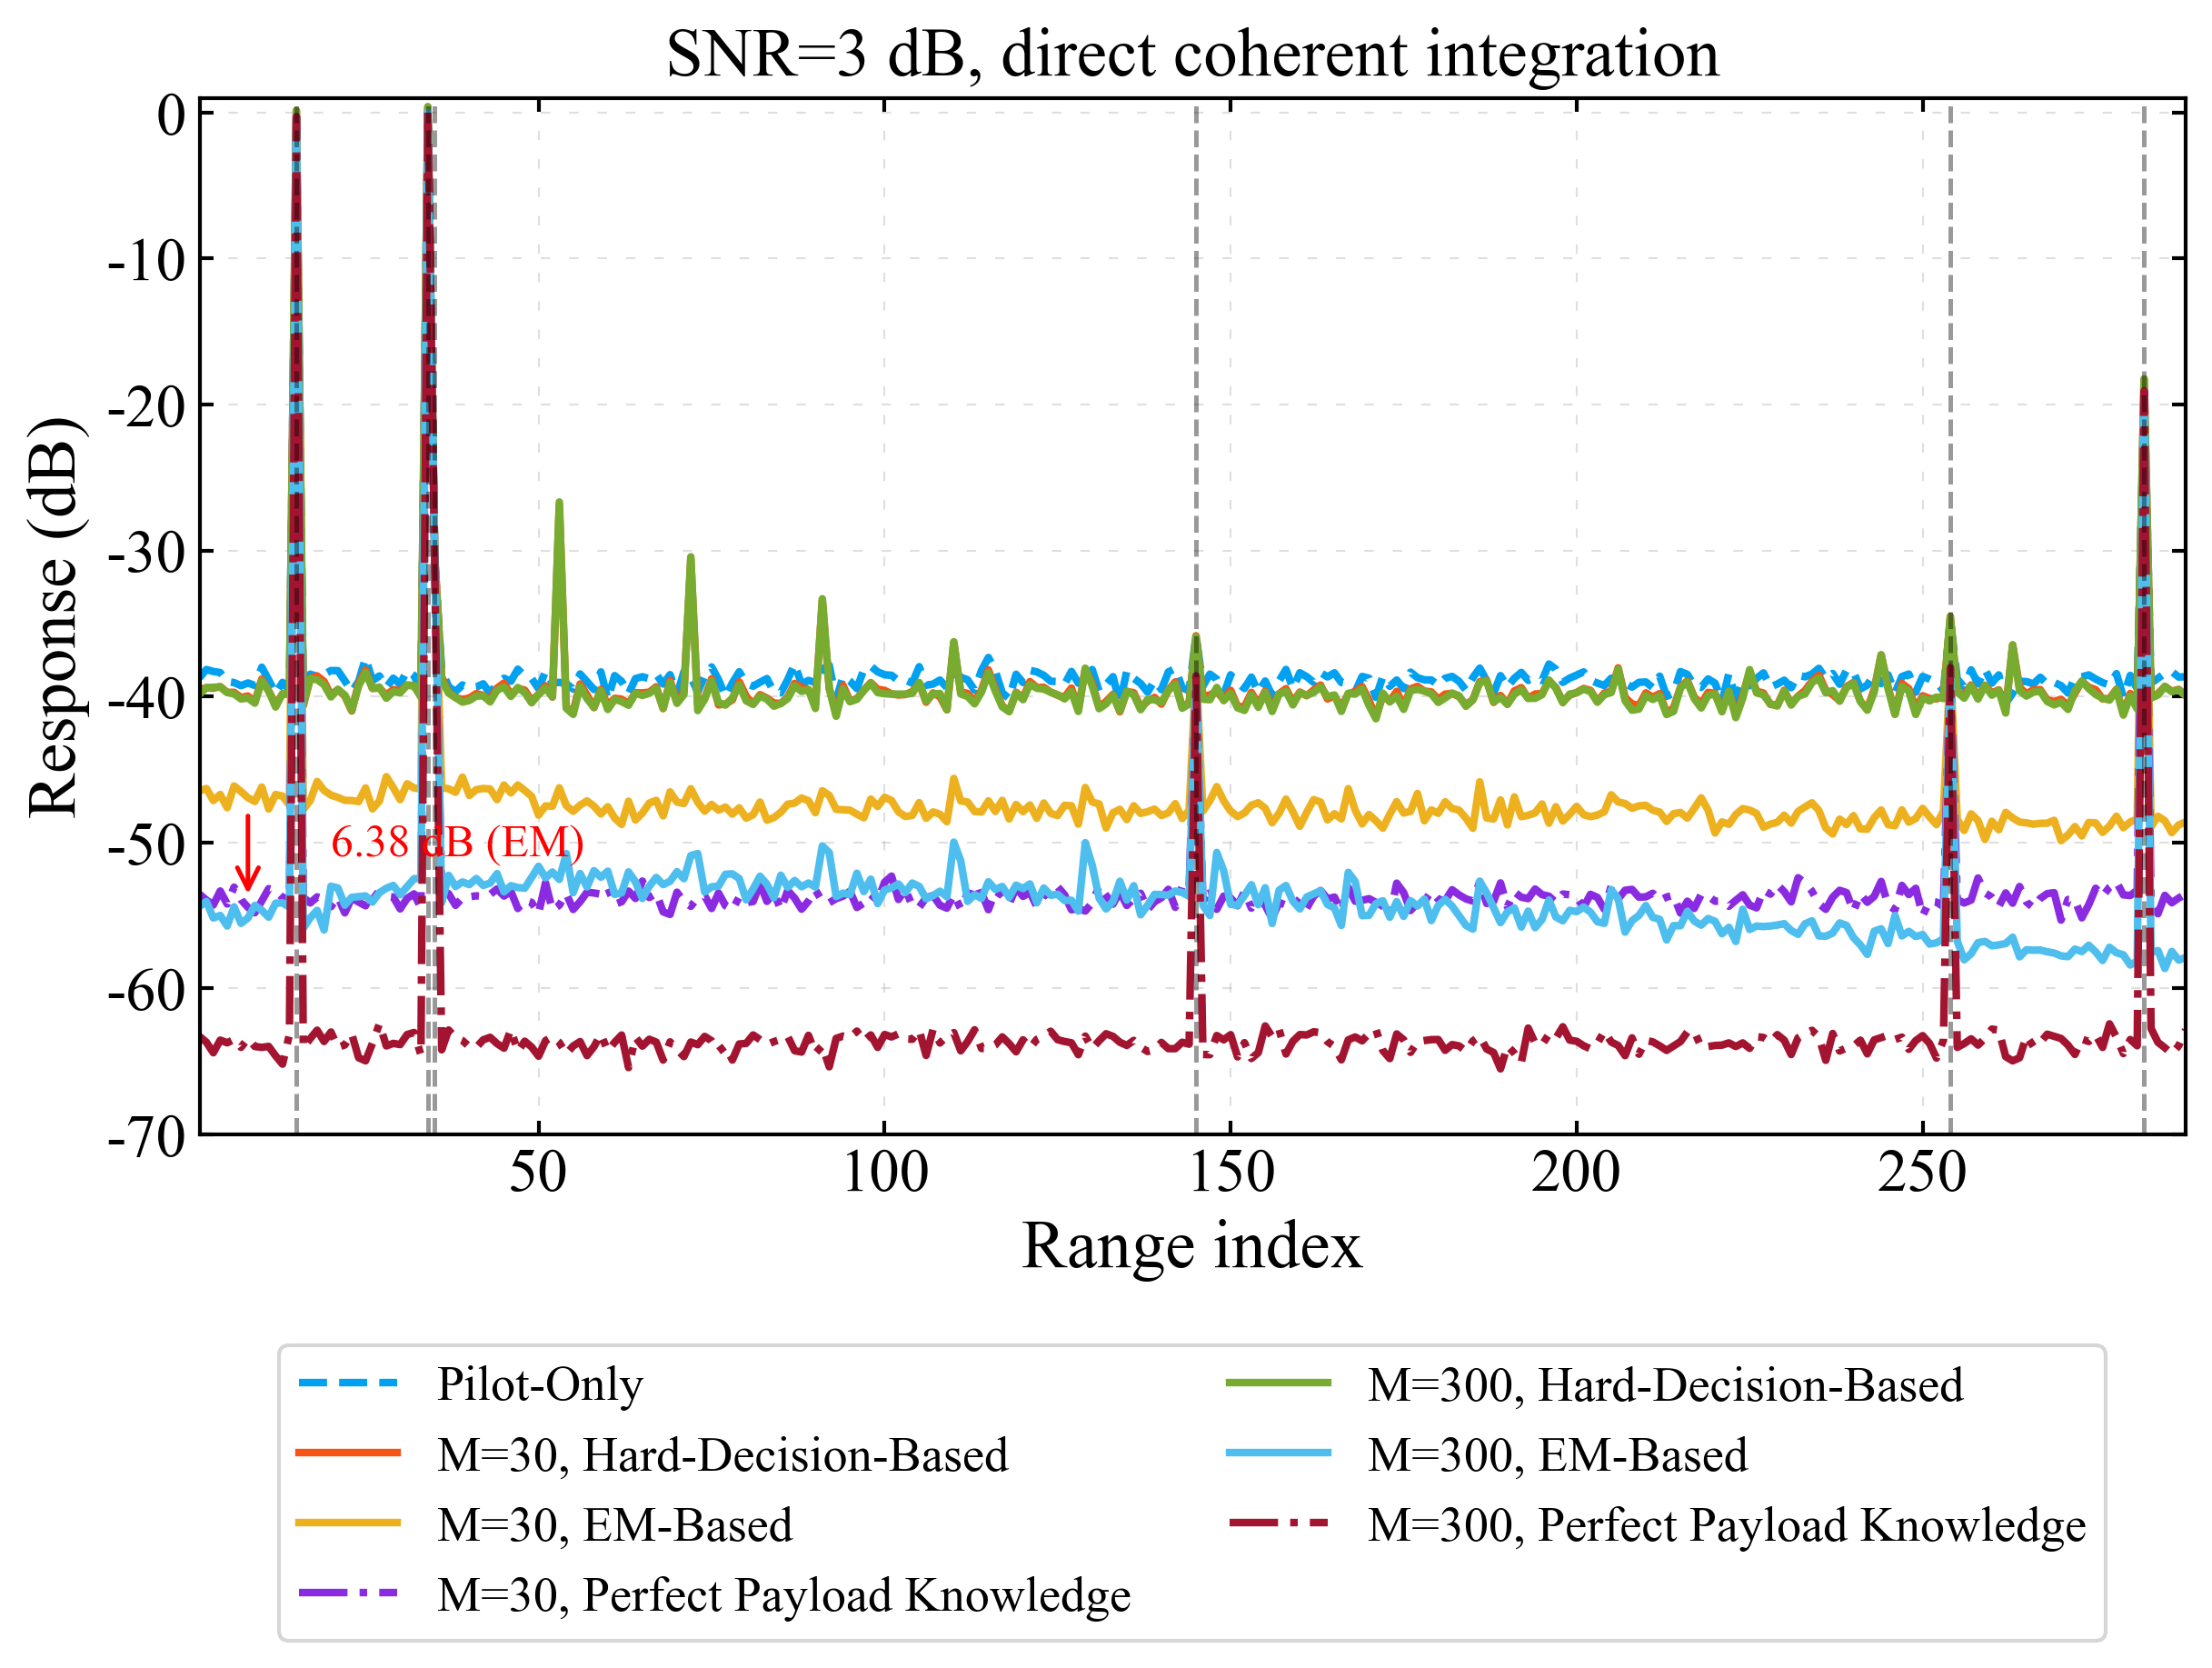 SNR=3 dB, direct coherent integration
Response (dB)
0
-10
-20
-30
-40
-50
-60
-70
6.38 dB (EM)
50
100
150
200
250
Range index
Pilot-Only
M=30, Hard-Decision-Based
M=30, EM-Based
M=30, Perfect Payload Knowledge
M=300, Hard-Decision-Based
M=300, EM-Based
M=300, Perfect Payload Knowledge